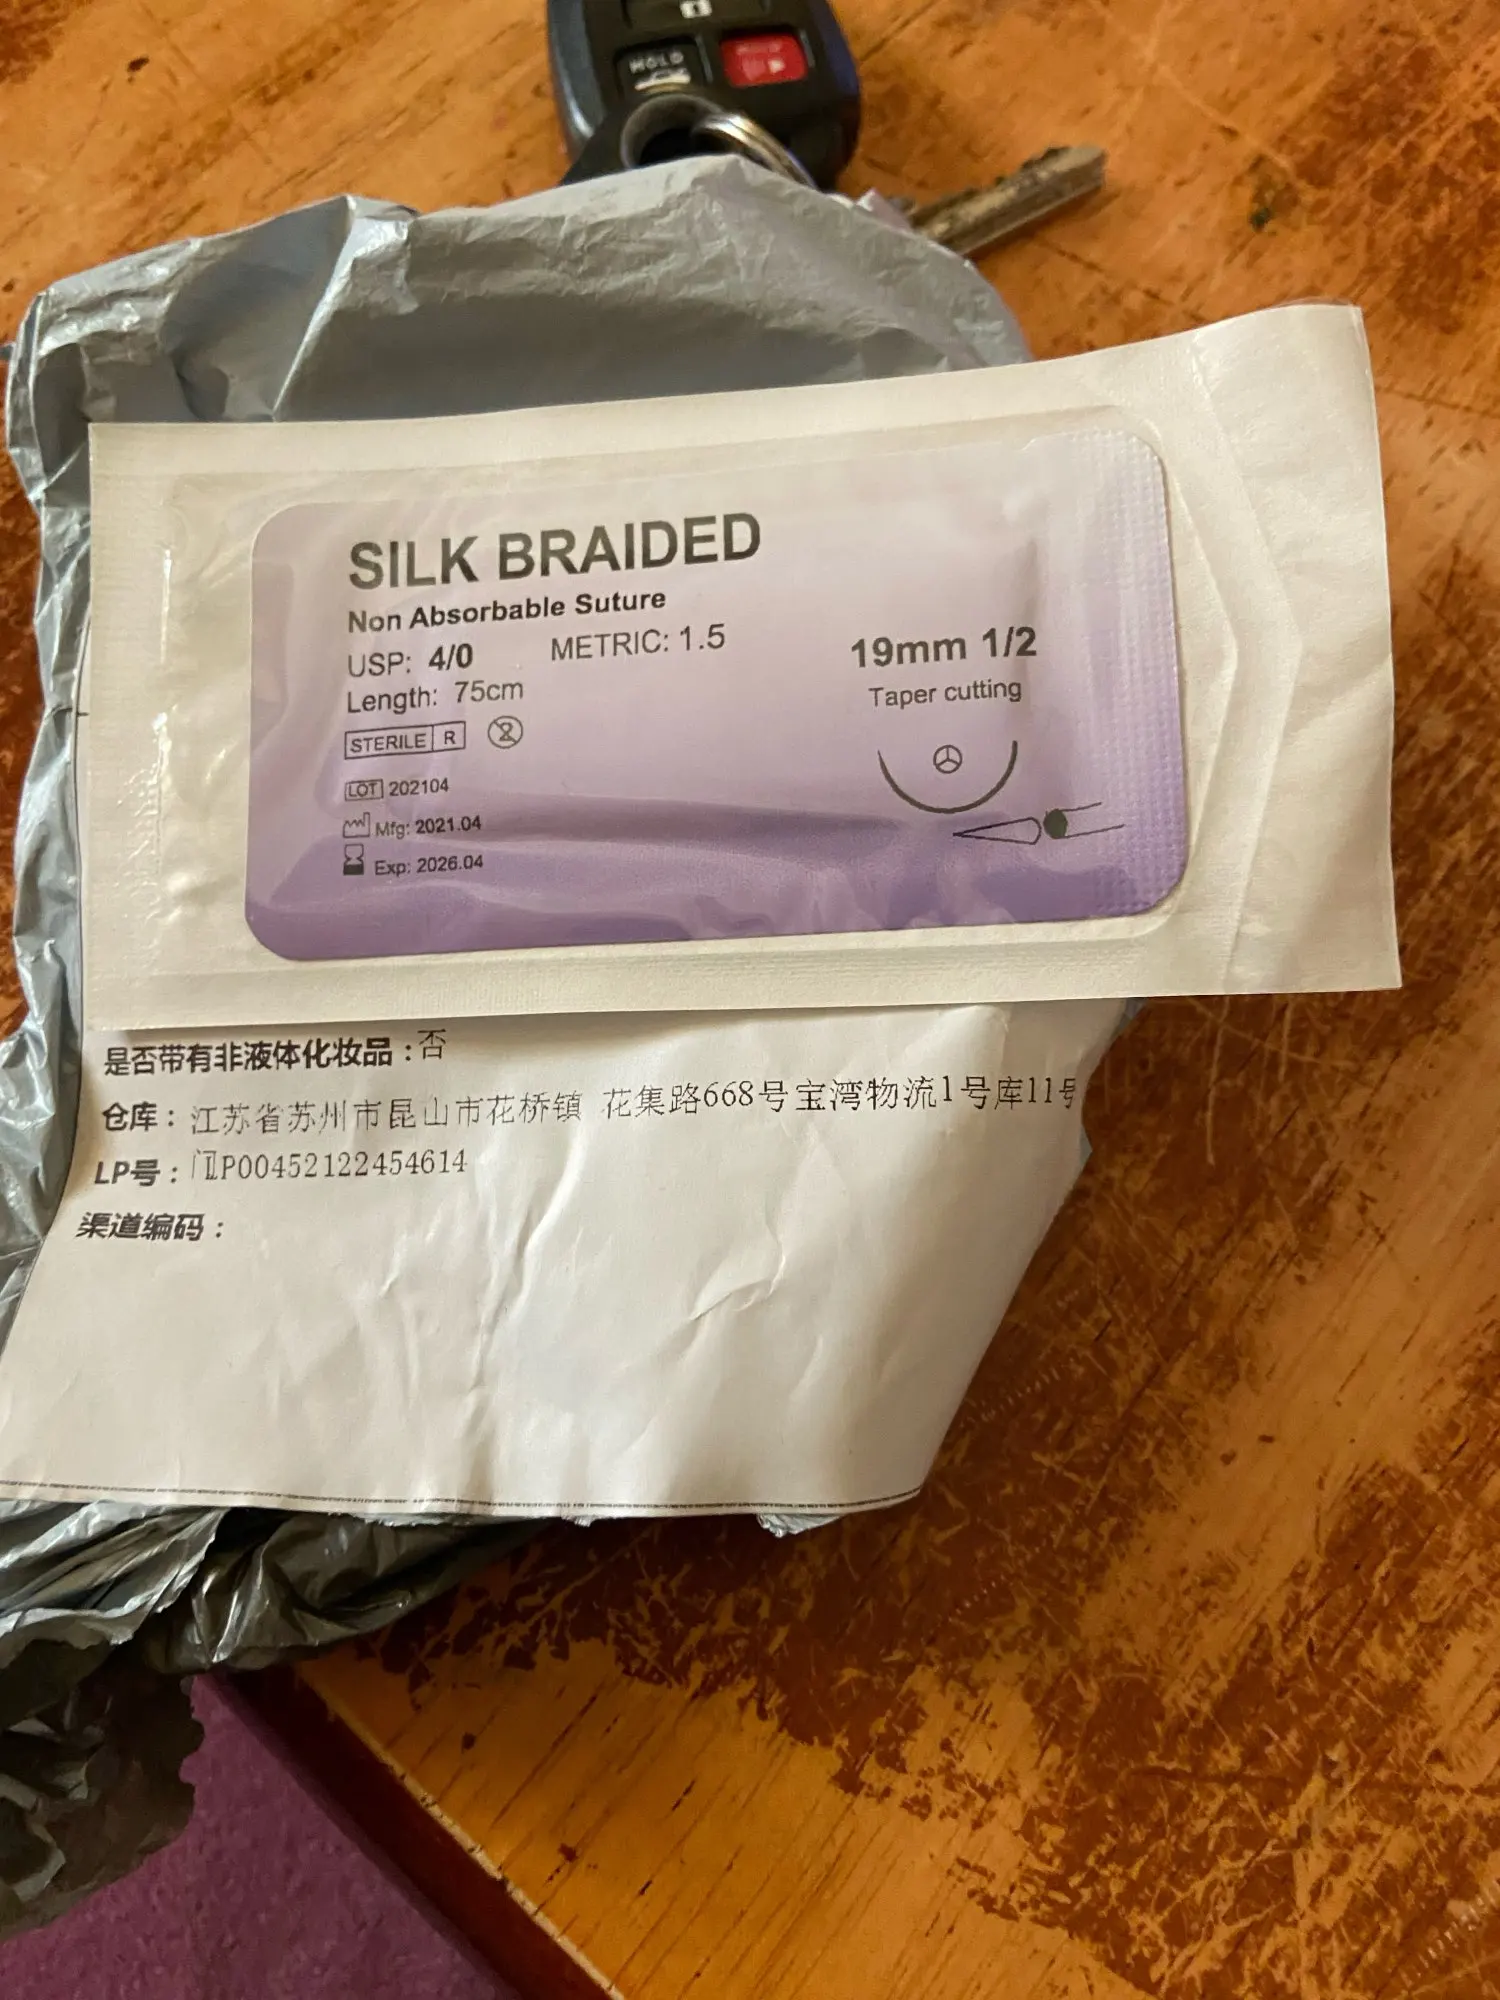 HOLD
SILK BRAIDED
Non Absorbable Suture
USP: 4/0 METRIC: 1.5
Length: 75cm
19mm 1/2
Taper cutting
STERILE R
2
LOT 202104
Mfg: 2021.04
Exp: 2026.04
是否带有非液体化妆品：否
仓库：江苏省苏州市昆山市花桥镇 花集路668号宝湾物流1号库11号
LP号：LP00452122454614
渠道编码：